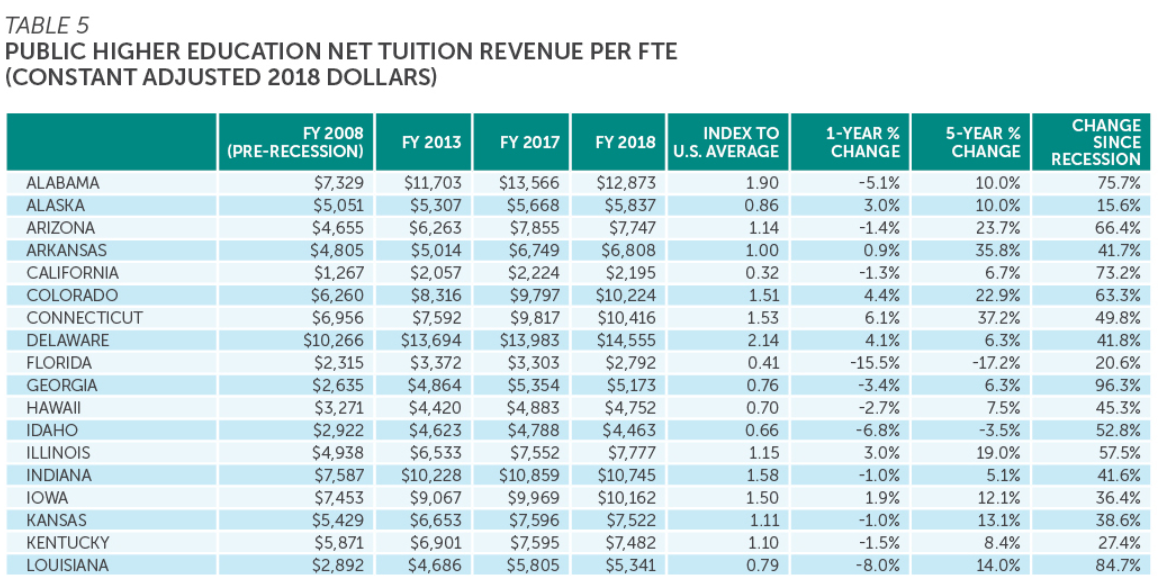 TABLE 5
PUBLIC HIGHER EDUCATION NET TUITION REVENUE PER FTE
(CONSTANT ADJUSTED 2018 DOLLARS)
FY 2008 (PRE-RECESSION) FY 2013 FY 2017 FY 2018 INDEX TO U.S. AVERAGE 1-YEAR % CHANGE 5-YEAR % CHANGE CHANGE SINCE RECESSION
ALABAMA $7,329 $11,703 $13,566 $12,873 1.90 -5.1% 10.0% 75.7%
ALASKA $5,051 $5,307 $5,668 $5,837 0.86 3.0% 10.0% 15.6%
ARIZONA $4,655 $6,263 $7,855 $7,747 1.14 -1.4% 23.7% 66.4%
ARKANSAS $4,805 $5,014 $6,749 $6,808 1.00 0.9% 35.8% 41.7%
CALIFORNIA $1,267 $2,057 $2,224 $2,195 0.32 -1.3% 6.7% 73.2%
COLORADO $6,260 $8,316 $9,797 $10,224 1.51 4.4% 22.9% 63.3%
CONNECTICUT $6,956 $7,592 $9,817 $10,416 1.53 6.1% 37.2% 49.8%
DELAWARE $10,266 $13,694 $13,983 $14,555 2.14 4.1% 6.3% 41.8%
FLORIDA $2,315 $3,372 $3,303 $2,792 0.41 -15.5% -17.2% 20.6%
GEORGIA $2,635 $4,864 $5,354 $5,173 0.76 -3.4% 6.3% 96.3%
HAWAII $3,271 $4,420 $4,883 $4,752 0.70 -2.7% 7.5% 45.3%
IDAHO $2,922 $4,623 $4,788 $4,463 0.66 -6.8% -3.5% 52.8%
ILLINOIS $4,938 $6,533 $7,552 $7,777 1.15 3.0% 19.0% 57.5%
INDIANA $7,587 $10,228 $10,859 $10,745 1.58 -1.0% 5.1% 41.6%
IOWA $7,453 $9,067 $9,969 $10,162 1.50 1.9% 12.1% 36.4%
KANSAS $5,429 $6,653 $7,596 $7,522 1.11 -1.0% 13.1% 38.6%
KENTUCKY $5,871 $6,901 $7,595 $7,482 1.10 -1.5% 8.4% 27.4%
LOUISIANA $2,892 $4,686 $5,805 $5,341 0.79 -8.0% 14.0% 84.7%